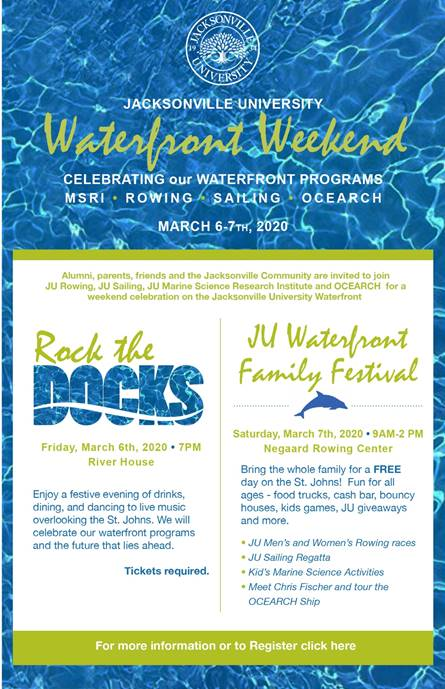 JACKSONVILLE
19 34
UNIVERSITY
JACKSONVILLE UNIVERSITY
Waterfront Weekend
CELEBRATING our WATERFRONT PROGRAMS
MSRI • ROWING • SAILING • OCEARCH
MARCH 6-7TH, 2020
Alumni, parents, friends and the Jacksonville Community are invited to join
JU Rowing, JU Sailing, JU Marine Science Research Institute and OCEARCH for a
weekend celebration on the Jacksonville University Waterfront
Rock the
DOCKS
Friday, March 6th, 2020 • 7PM
River House
Enjoy a festive evening of drinks,
dining, and dancing to live music
overlooking the St. Johns. We will
celebrate our waterfront programs
and the future that lies ahead.
Tickets required.
JU Waterfront
Family Festival
Saturday, March 7th, 2020 • 9AM-2 PM
Negaard Rowing Center
Bring the whole family for a FREE
day on the St. Johns! Fun for all
ages - food trucks, cash bar, bouncy
houses, kids games, JU giveaways
and more.
• JU Men's and Women's Rowing races
• JU Sailing Regatta
• Kid's Marine Science Activities
• Meet Chris Fischer and tour the
OCEARCH Ship
For more information or to Register click here